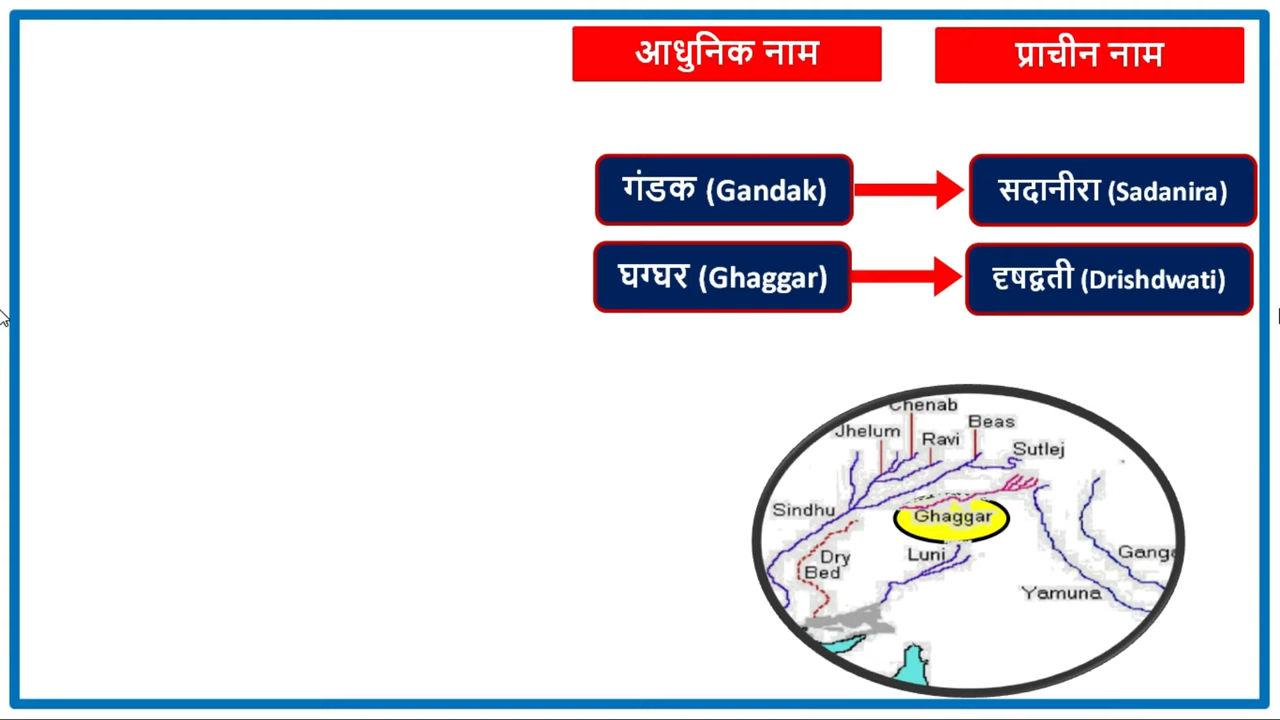 आधुनिक नाम
प्राचीन नाम
गंडक (Gandak)
सदानीरा (Sadanira)
घग्घर (Ghaggar)
दृषद्वती (Drishdwati)
Chenab
Beas
Jhelum
Ravi
Sutlej
Sindhu
Ghaggar
Dry
Bed
Luni
Ganga
Yamuna